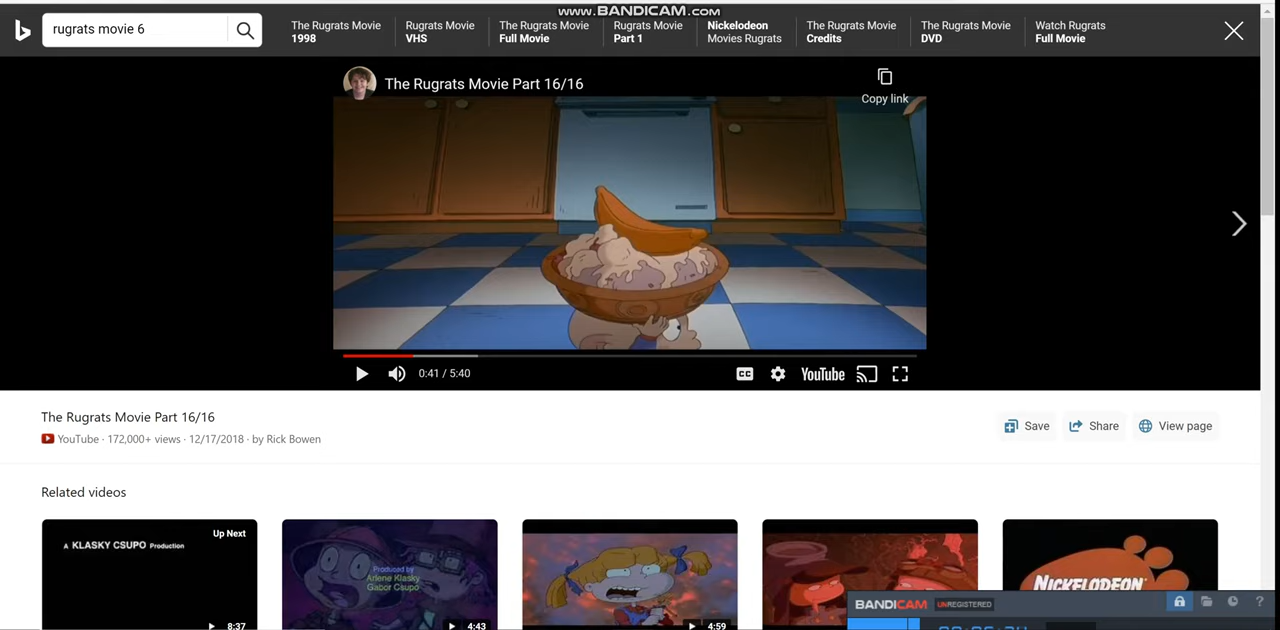 WWW.BANDICAM.COM
rugrats movie 6
The Rugrats Movie
1998
Rugrats Movie
VHS
The Rugrats Movie
Full Movie
Rugrats Movie
Part 1
Nickelodeon
Movies Rugrats
The Rugrats Movie
Credits
The Rugrats Movie
DVD
Watch Rugrats
Full Movie
The Rugrats Movie Part 16/16
Copy link
0:41 / 5:40
CC
YouTube
The Rugrats Movie Part 16/16
YouTube · 172,000+ views · 12/17/2018 · by Rick Bowen
Save
Share
View page
Related videos
Up Next
A KLASKY CSUPO Production
8:37
Produced by
Arlene Klasky
Gabor Csupo
4:43
4:59
NICKELODEON
BANDICAM UNREGISTERED